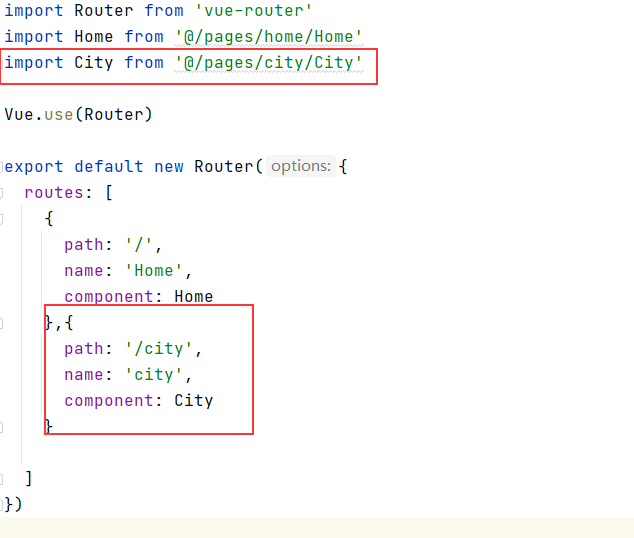 import Router from 'vue-router'
import Home from '@/pages/home/Home'
import City from '@/pages/city/City'
Vue.use(Router)
export default new Router( options: {
routes: [
{
path: '/',
name: 'Home',
component: Home
},{
path: '/city',
name: 'city',
component: City
}
]
})